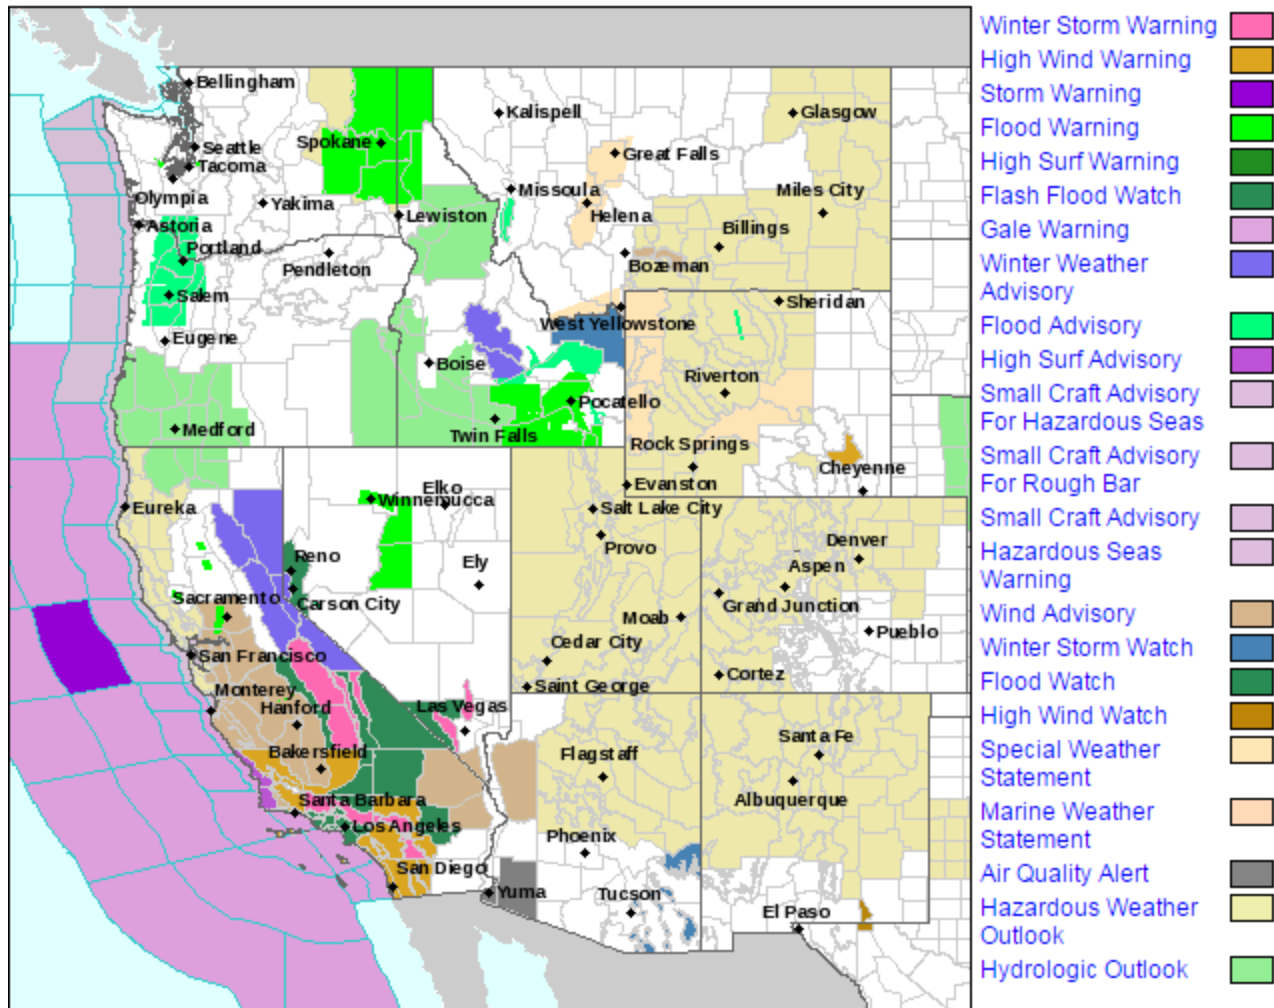 Bellingham
Kalispell
Glasgow
Spokane
Seattle
Great Falls
Tacoma
Missoula
Miles City
Olympia
Yakima
Lewiston
Helena
Astoria
Billings
Portland
Pendleton
Bozeman
Salem
Sheridan
West Yellowstone
Eugene
Boise
Riverton
Pocatello
Medford
Twin Falls
Rock Springs
Cheyenne
Evanston
Elko
Winnemucca
Eureka
Salt Lake City
Provo
Denver
Reno
Ely
Aspen
Sacramento
Carson City
Grand Junction
Moab
Pueblo
Cedar City
San Francisco
Cortez
Saint George
Monterey
Hanford
Las Vegas
Santa Fe
Bakersfield
Flagstaff
Santa Barbara
Albuquerque
Los Angeles
Phoenix
San Diego
Yuma
Tucson
El Paso
Winter Storm Warning
High Wind Warning
Storm Warning
Flood Warning
High Surf Warning
Flash Flood Watch
Gale Warning
Winter Weather
Advisory
Flood Advisory
High Surf Advisory
Small Craft Advisory
For Hazardous Seas
Small Craft Advisory
For Rough Bar
Small Craft Advisory
Hazardous Seas
Warning
Wind Advisory
Winter Storm Watch
Flood Watch
High Wind Watch
Special Weather
Statement
Marine Weather
Statement
Air Quality Alert
Hazardous Weather
Outlook
Hydrologic Outlook